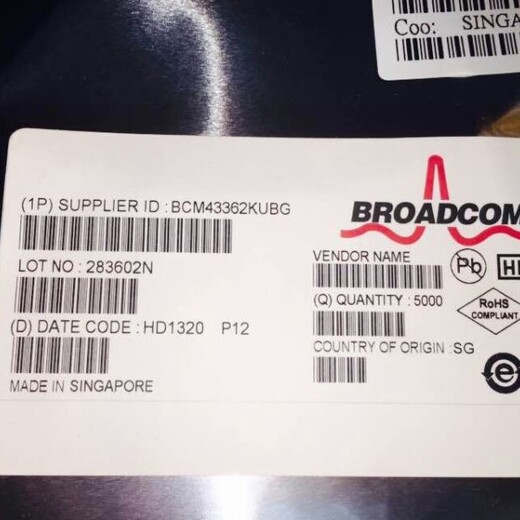 Coo: SINGA
(1P) SUPPLIER ID : BCM43362KUBG
BROADCOM
LOT NO : 283602N
VENDOR NAME
Pb
(Q) QUANTITY : 5000
RoHS
COMPLIANT
(D) DATE CODE : HD1320 P12
COUNTRY OF ORIGIN : SG
e
MADE IN SINGAPORE